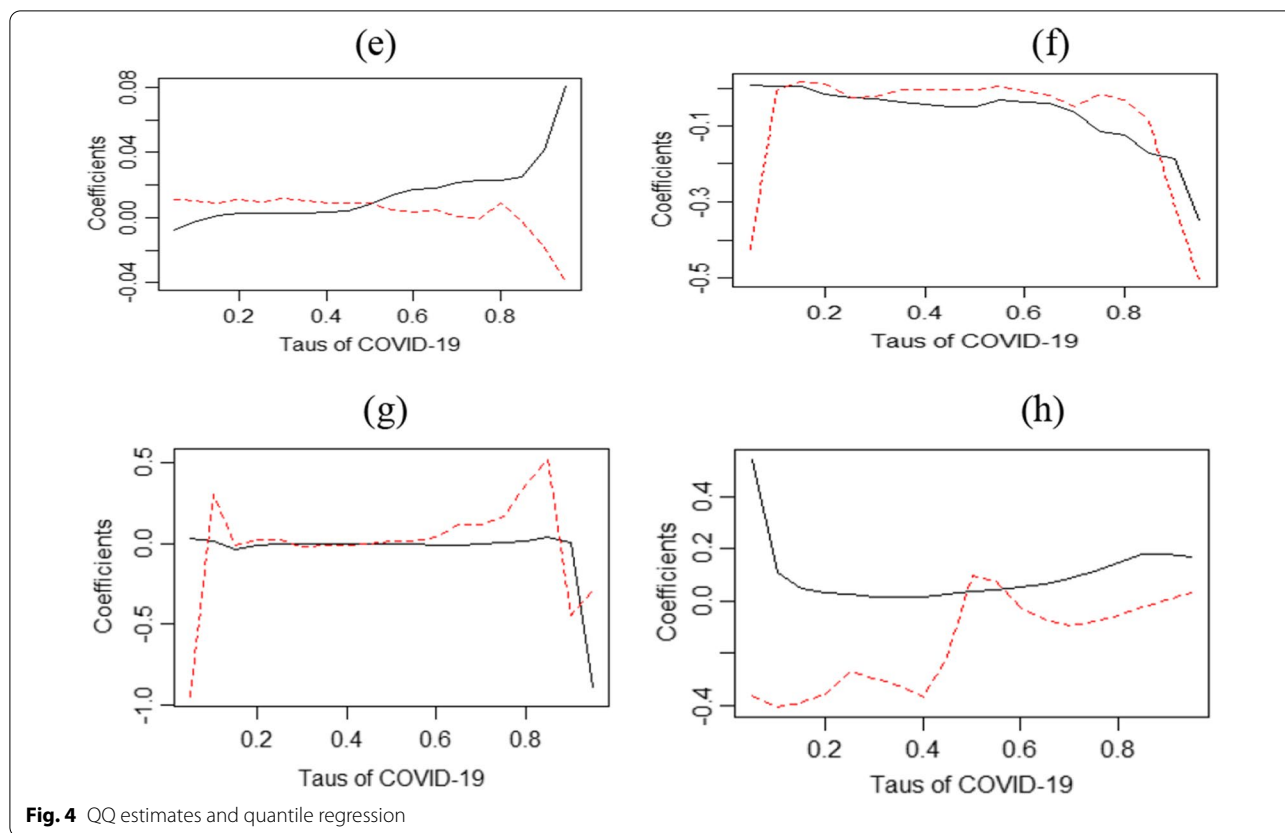 (e)
Coefficients
0.08
0.04
0.00
-0.04
0.2 0.4 0.6 0.8
Taus of COVID-19
(f)
Coefficients
-0.1
-0.3
-0.5
0.2 0.4 0.6 0.8
Taus of COVID-19
(g)
Coefficients
0.5
0.0
-0.5
-1.0
0.2 0.4 0.6 0.8
Taus of COVID-19
(h)
Coefficients
0.4
0.2
0.0
-0.4
0.2 0.4 0.6 0.8
Taus of COVID-19
Fig. 4 QQ estimates and quantile regression